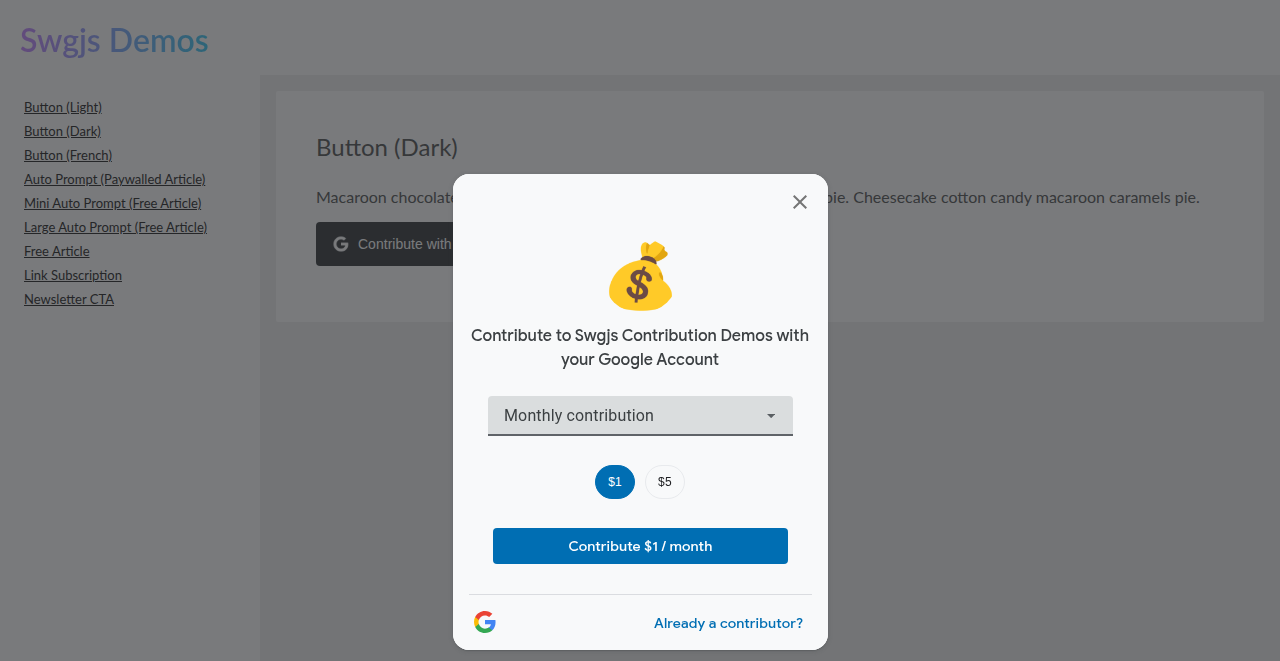 Swgjs Demos
Button (Light)
Button (Dark)
Button (French)
Auto Prompt (Paywalled Article)
Mini Auto Prompt (Free Article)
Large Auto Prompt (Free Article)
Free Article
Link Subscription
Newsletter CTA
Button (Dark)
Macaroon chocolate pie. Cheesecake cotton candy macaroon caramels pie.
Contribute with
Contribute to Swgjs Contribution Demos with
your Google Account
Monthly contribution
$1 $5
Contribute $1 / month
Already a contributor?